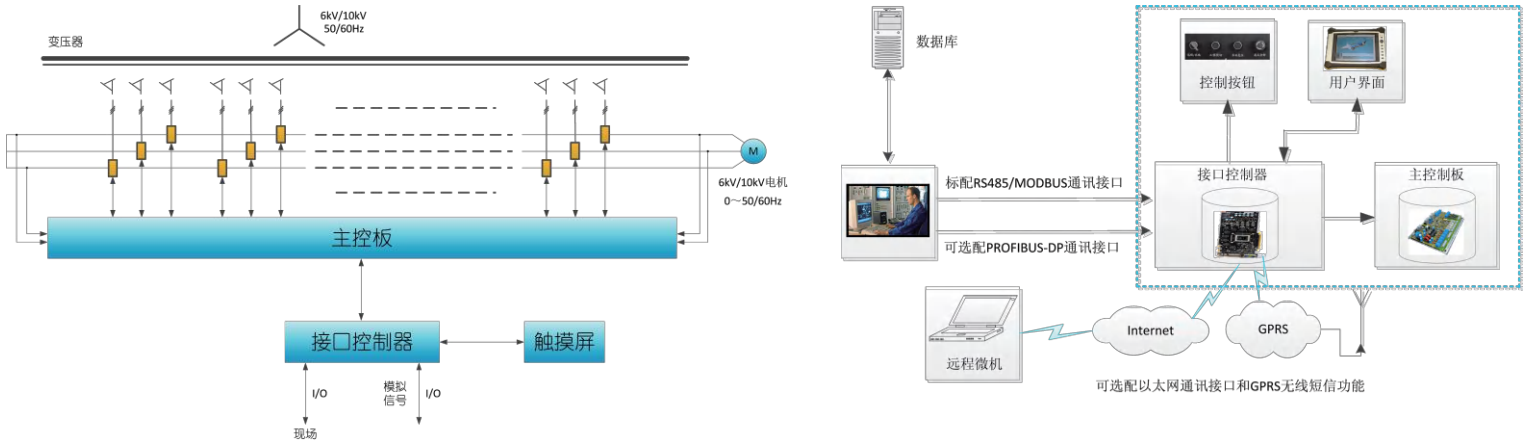 6kV/10kV
50/60Hz
变压器
M
6kV/10kV电机
0～50/60Hz
主控板
接口控制器
触摸屏
I/O
模拟
信号
I/O
现场
数据库
控制按钮
用户界面
接口控制器
主控制板
标配RS485/MODBUS通讯接口
可选配PROFIBUS-DP通讯接口
Internet
GPRS
远程微机
可选配以太网通讯接口和GPRS无线短信功能